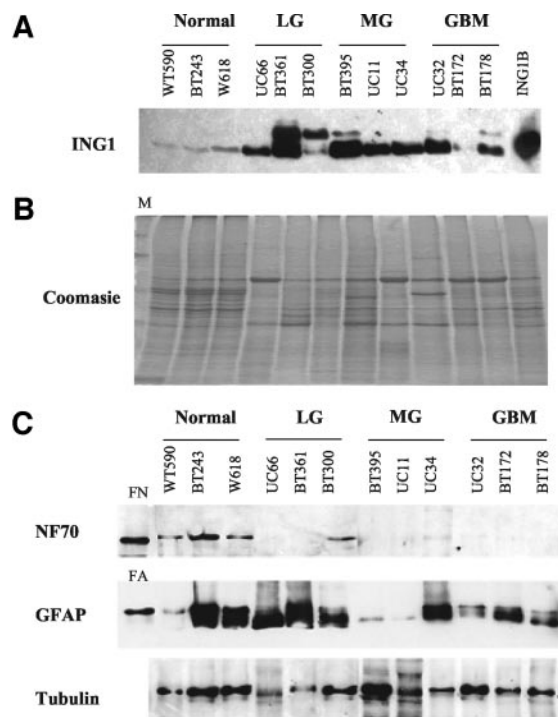 A
Normal LG MG GBM
WT590 BT243 W618 UC66 BT361 BT300 BT395 UC11 UC34 UC32 BT172 BT178 ING1B
ING1
B
M
Coomasie
C
Normal LG MG GBM
WT590 BT243 W618 UC66 BT361 BT300 BT395 UC11 UC34 UC32 BT172 BT178
FN
NF70
FA
GFAP
Tubulin